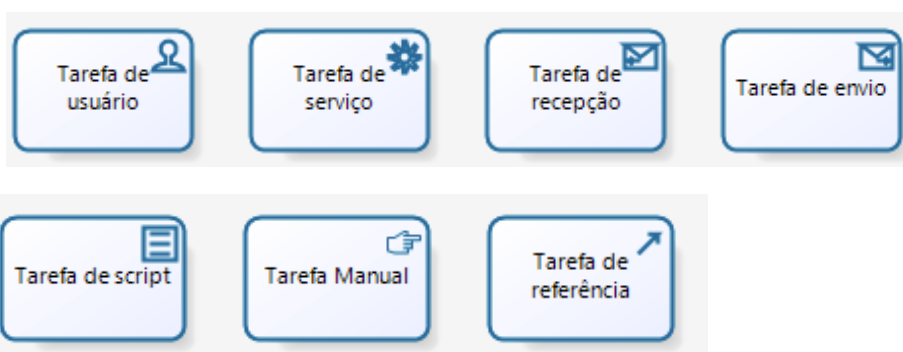 Tarefa de
usuário
Tarefa de
serviço
Tarefa de
recepção
Tarefa de envio
Tarefa de script
Tarefa Manual
Tarefa de
referência